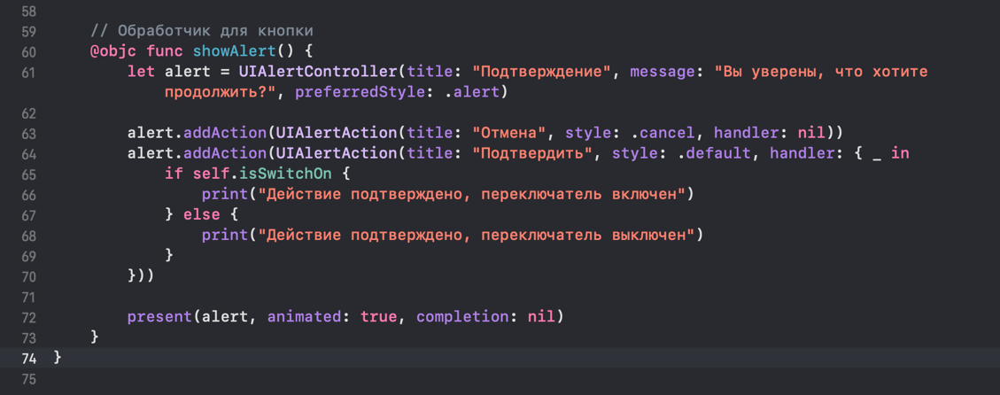 58
59 // Обработчик для кнопки
60 @objc func showAlert() {
61 let alert = UIAlertController(title: "Подтверждение", message: "Вы уверены, что хотите
продолжить?", preferredStyle: .alert)
62
63 alert.addAction(UIAlertAction(title: "Отмена", style: .cancel, handler: nil))
64 alert.addAction(UIAlertAction(title: "Подтвердить", style: .default, handler: { _ in
65 if self.isSwitchOn {
66 print("Действие подтверждено, переключатель включен")
67 } else {
68 print("Действие подтверждено, переключатель выключен")
69 }
70 }))
71
72 present(alert, animated: true, completion: nil)
73 }
74 }
75